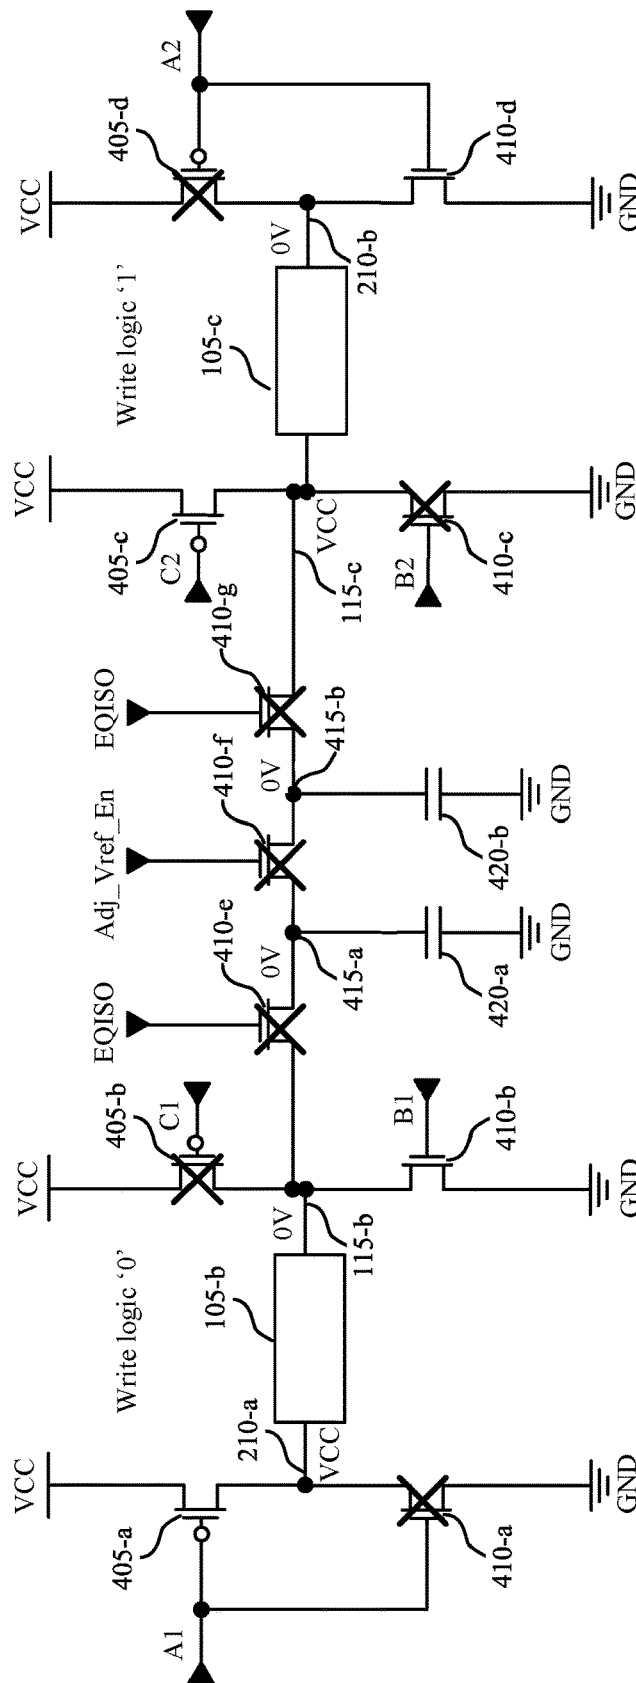 Write logic ‘0’
Write logic ‘1’
VCC
VCC
VCC
VCC
A1
405-a
410-a
GND
210-a
VCC
105-b
0V
115-b
405-b
C1
B1
410-b
GND
EQISO
410-e
0V
415-a
420-a
GND
Adj_Vref_En
410-f
0V
415-b
420-b
GND
EQISO
410-g
115-c
C2
405-c
VCC
B2
410-c
GND
105-c
0V
210-b
405-d
A2
410-d
GND